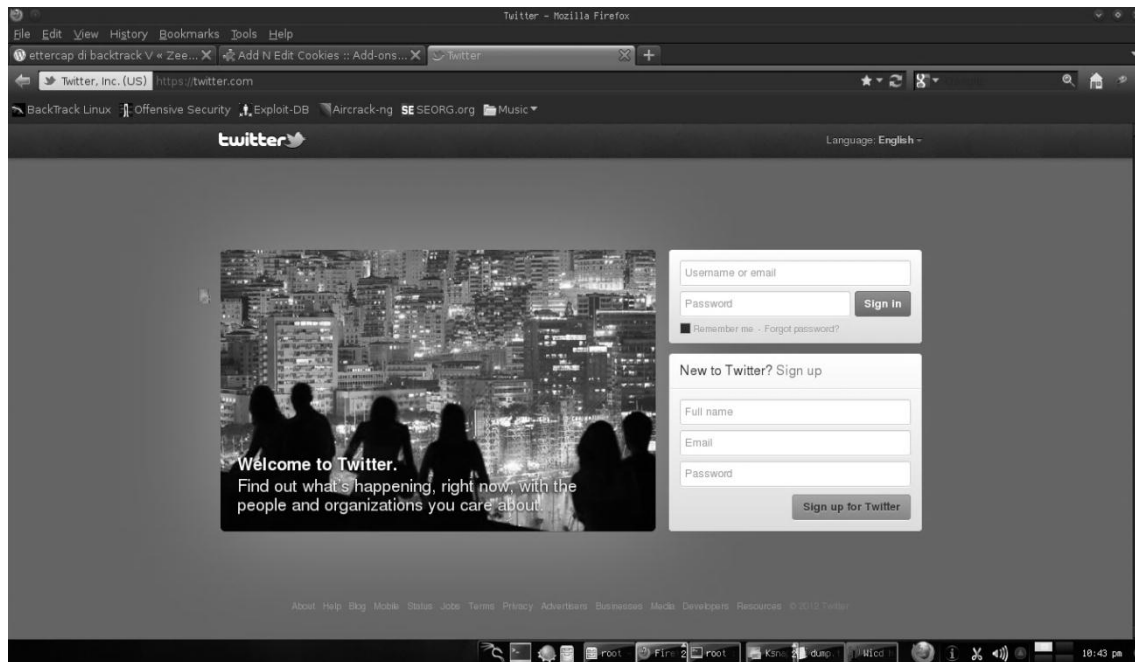 Twitter - Mozilla Firefox
File Edit View History Bookmarks Tools Help
ettercap di backtrack V « Zee... Add N Edit Cookies :: Add-ons... Twitter
Twitter, Inc. (US) https://twitter.com
BackTrack Linux Offensive Security Exploit-DB Aircrack-ng SE SEORG.org Music
twitter
Language: English
Username or email
Password Sign in
Remember me - Forgot password?
New to Twitter? Sign up
Full name
Email
Password
Sign up for Twitter
Welcome to Twitter.
Find out what's happening, right now, with the
people and organizations you care about.
About Help Blog Mobile Status Jobs Terms Privacy Advertisers Businesses Media Developers Resources © 2012 Twitter
root Fire 2 root Ksna 2 dump. Wicd 10:43 pm